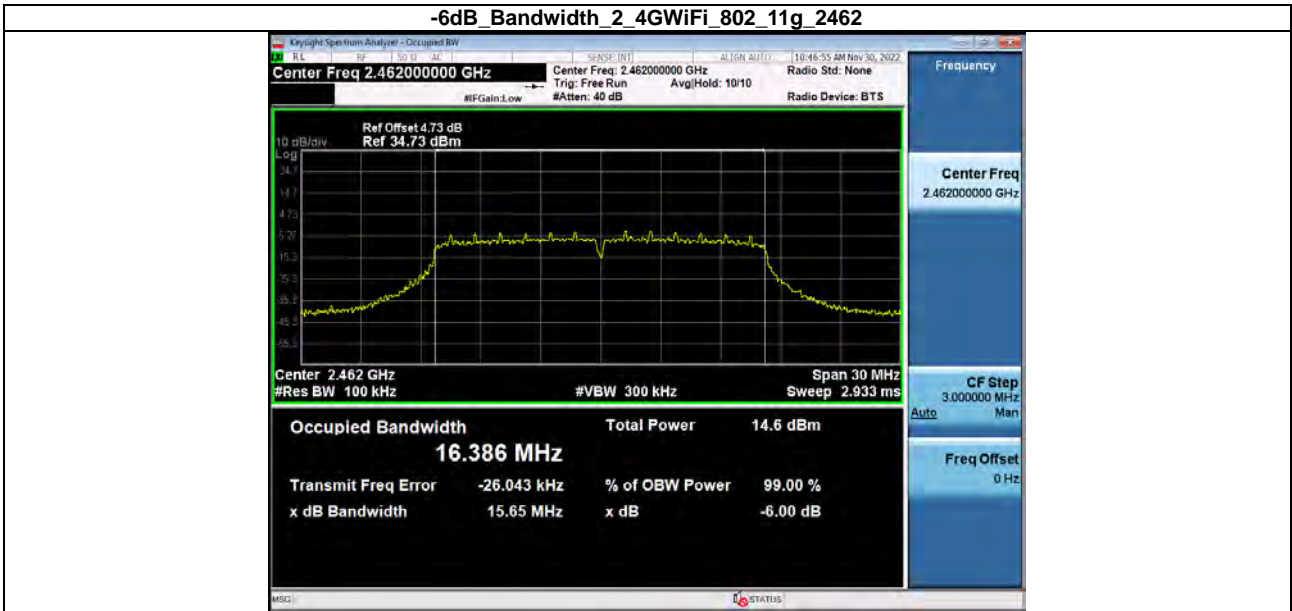 -6dB_Bandwidth_2_4GWiFi_802_11g_2462
Keysight Spectrum Analyzer - Occupied BW
RL RF 50 Ω AC SENSE:INT ALIGN AUTO 10:46:55 AM Nov 30, 2022
Center Freq 2.462000000 GHz
Center Freq: 2.462000000 GHz
Radio Std: None
Trig: Free Run Avg|Hold: 10/10
#IFGain:Low #Atten: 40 dB Radio Device: BTS
Frequency
Ref Offset 4.73 dB
10 dB/div Ref 34.73 dBm
Log
4.73
Center Freq
2.462000000 GHz
Center 2.462 GHz Span 30 MHz
#Res BW 100 kHz #VBW 300 kHz Sweep 2.933 ms
CF Step
3.000000 MHz
Auto Man
Occupied Bandwidth Total Power 14.6 dBm
16.386 MHz
Freq Offset
0 Hz
Transmit Freq Error -26.043 kHz % of OBW Power 99.00 %
x dB Bandwidth 15.65 MHz x dB -6.00 dB
MSG STATUS